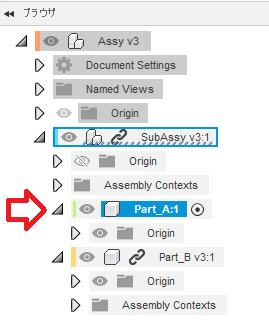 ブラウザ
Assy v3
Document Settings
Named Views
Origin
SubAssy v3:1
Origin
Assembly Contexts
Part_A:1
Origin
Part_B v3:1
Origin
Assembly Contexts